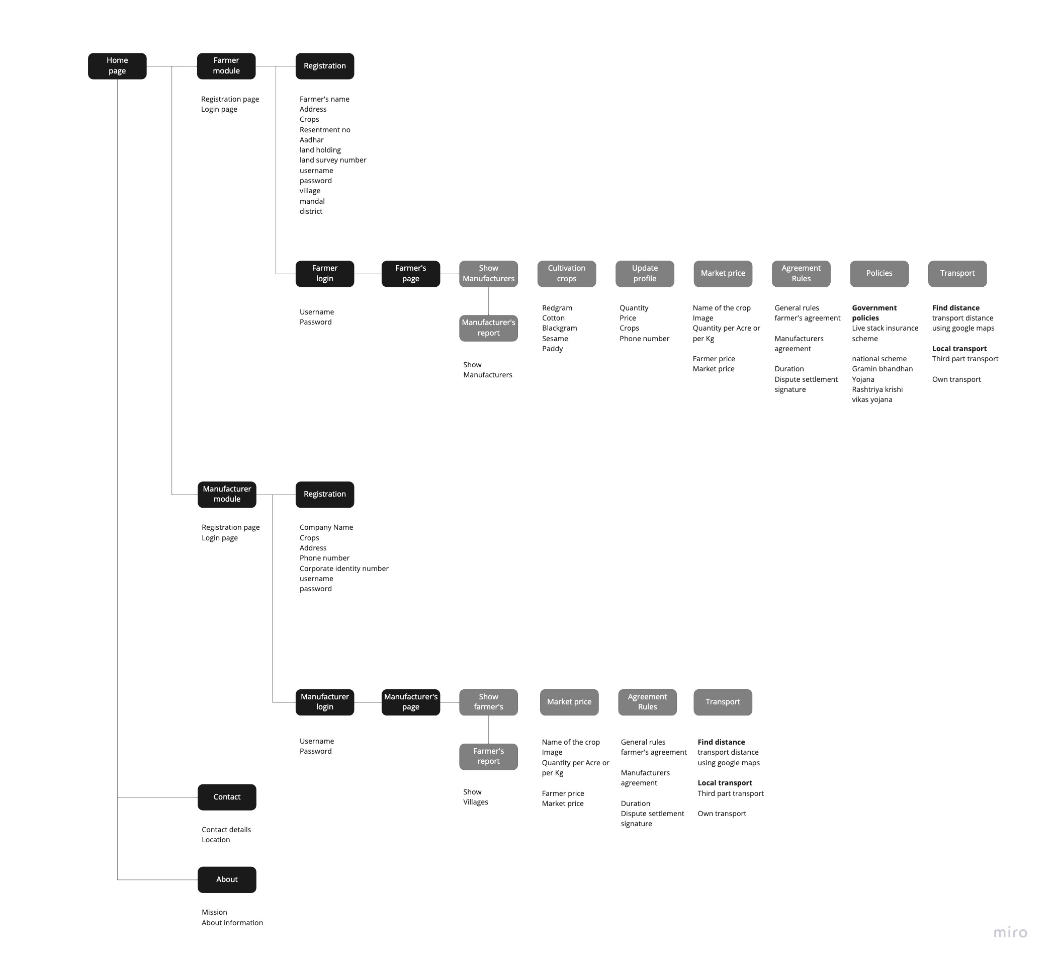 Home
page
Farmer
module
Registration
Registration page
Login page
Farmer's name
Address
Crops
Resentment no
Aadhar
land holding
land survey number
username
password
village
mandal
district
Farmer
login
Farmer's
page
Show
Manufacturers
Cultivation
crops
Update
profile
Market price
Agreement
Rules
Policies
Transport
Username
Password
Manufacturer's
report
Show
Manufacturers
Redgram
Cotton
Blackgram
Sesame
Paddy
Quantity
Price
Crops
Phone number
Name of the crop
Image
Quantity per Acre or
per Kg
Farmer price
Market price
General rules
farmer's agreement
Manufacturers
agreement
Duration
Dispute settlement
signature
Government
policies
Live stack insurance
scheme
national scheme
Gramin bhandhan
Yojana
Rashtriya krishi
vikas yojana
Find distance
transport distance
using google maps
Local transport
Third part transport
Own transport
Manufacturer
module
Registration
Registration page
Login page
Company Name
Crops
Address
Phone number
Corporate identity number
username
password
Manufacturer
login
Manufacturer's
page
Show
farmer's
Market price
Agreement
Rules
Transport
Username
Password
Farmer's
report
Show
Villages
Name of the crop
Image
Quantity per Acre or
per Kg
Farmer price
Market price
General rules
farmer's agreement
Manufacturers
agreement
Duration
Dispute settlement
signature
Find distance
transport distance
using google maps
Local transport
Third part transport
Own transport
Contact
Contact details
Location
About
Mission
About information
miro